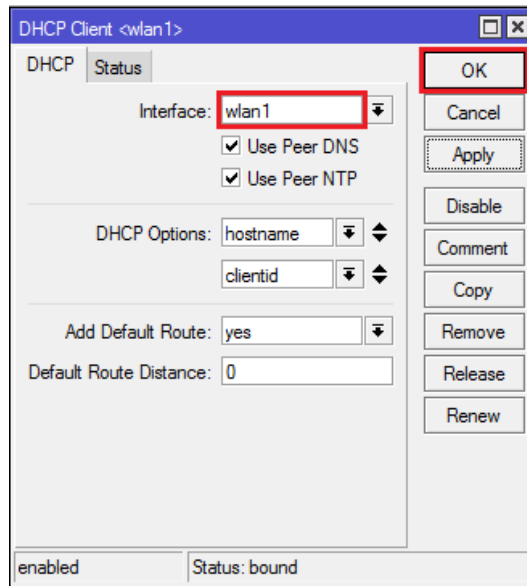 DHCP Client <wlan1>
DHCP Status
OK
Interface: wlan1
Cancel
Use Peer DNS
Apply
Use Peer NTP
Disable
DHCP Options: hostname
Comment
clientid
Copy
Add Default Route: yes
Remove
Default Route Distance: 0
Release
Renew
enabled Status: bound